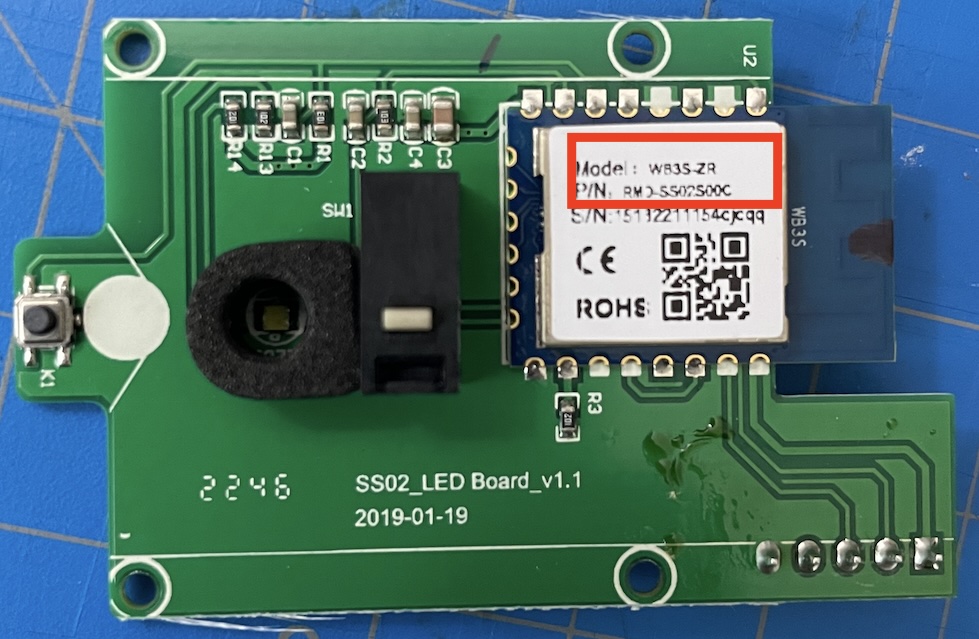 U2
R14
R13
C1
R1
C2
R2
C4
C3
SW1
Model: WB3S-ZR
P/N: RMD-SS02S00C
S/N:15132211154cjcqq
CE
ROHS
WB3S
K1
R3
102
2246
SS02_LED Board_v1.1
2019-01-19